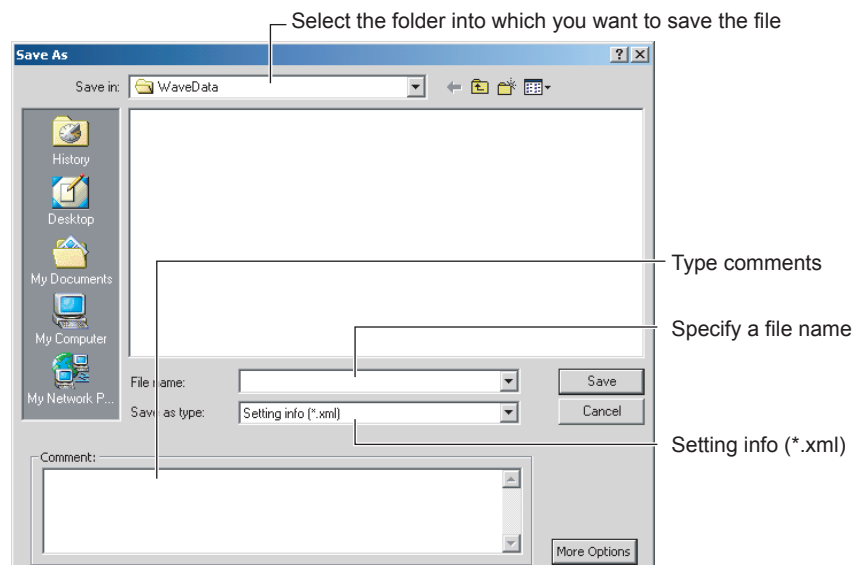 Select the folder into which you want to save the file
Save As
Save in:
WaveData
History
Desktop
My Documents
My Computer
My Network P...
Type comments
Specify a file name
File name:
Save
Save as type:
Setting info (*.xml)
Cancel
Setting info (*.xml)
Comment:
More Options